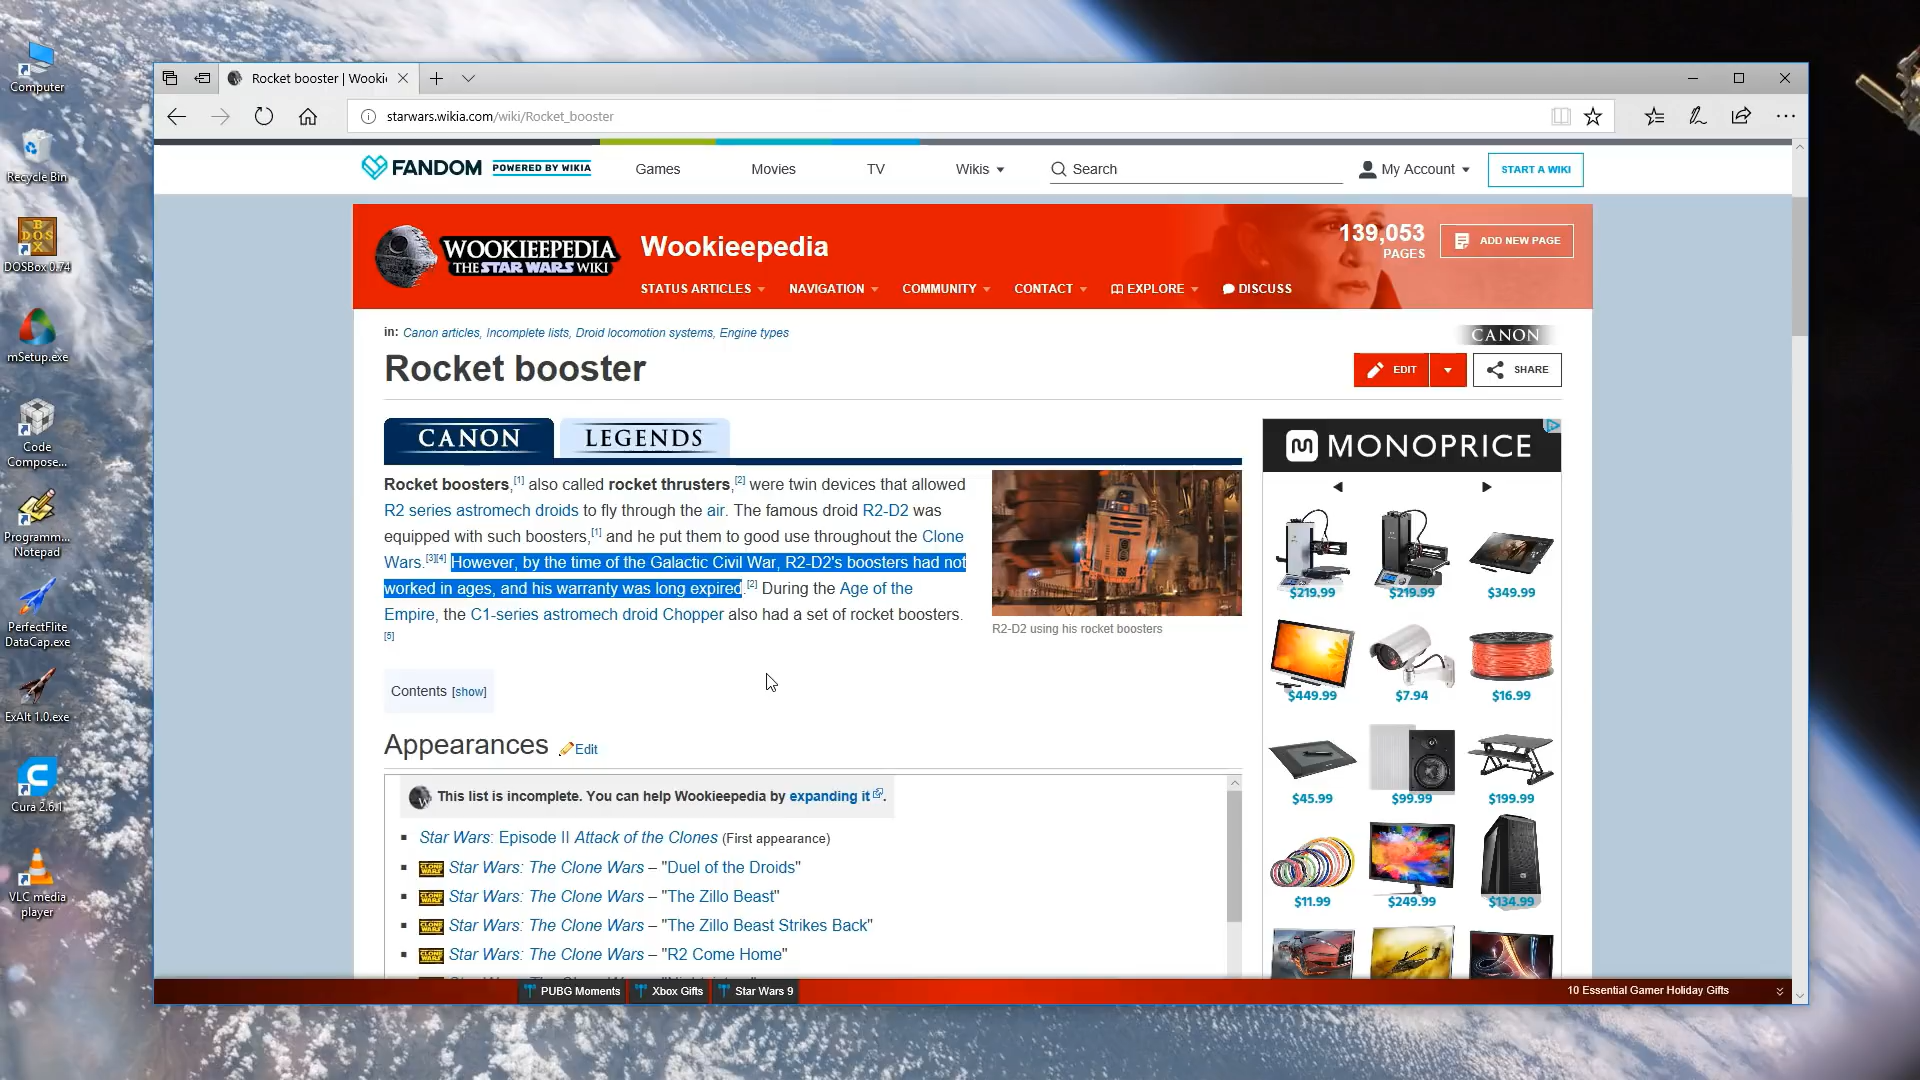 Computer
Recycle Bin
DOSBox 0.74
mSetup.exe
Code
Compose...
Programm...
Notepad
PerfectFlite
DataCap.exe
ExAlt 1.0.exe
Cura 2.6.1
VLC media
player
Rocket booster | Wooki
starwars.wikia.com/wiki/Rocket_booster
FANDOM POWERED BY WIKIA
Games
Movies
TV
Wikis
Search
My Account
START A WIKI
WOOKIEEPEDIA
THE STAR WARS WIKI
Wookieepedia
139,053
PAGES
ADD NEW PAGE
STATUS ARTICLES
NAVIGATION
COMMUNITY
CONTACT
EXPLORE
DISCUSS
in: Canon articles, Incomplete lists, Droid locomotion systems, Engine types
CANON
Rocket booster
EDIT
SHARE
CANON
LEGENDS
Rocket boosters,[1] also called rocket thrusters,[2] were twin devices that allowed
R2 series astromech droids to fly through the air. The famous droid R2-D2 was
equipped with such boosters,[1] and he put them to good use throughout the Clone
Wars.[3][4] However, by the time of the Galactic Civil War, R2-D2's boosters had not
worked in ages, and his warranty was long expired.[2] During the Age of the
Empire, the C1-series astromech droid Chopper also had a set of rocket boosters.
[5]
R2-D2 using his rocket boosters
Contents [show]
Appearances
Edit
This list is incomplete. You can help Wookieepedia by expanding it.
Star Wars: Episode II Attack of the Clones (First appearance)
Star Wars: The Clone Wars – "Duel of the Droids"
Star Wars: The Clone Wars – "The Zillo Beast"
Star Wars: The Clone Wars – "The Zillo Beast Strikes Back"
Star Wars: The Clone Wars – "R2 Come Home"
MONOPRICE
$219.99
$219.99
$349.99
$449.99
$7.94
$16.99
$45.99
$99.99
$199.99
$11.99
$249.99
$134.99
PUBG Moments
Xbox Gifts
Star Wars 9
10 Essential Gamer Holiday Gifts